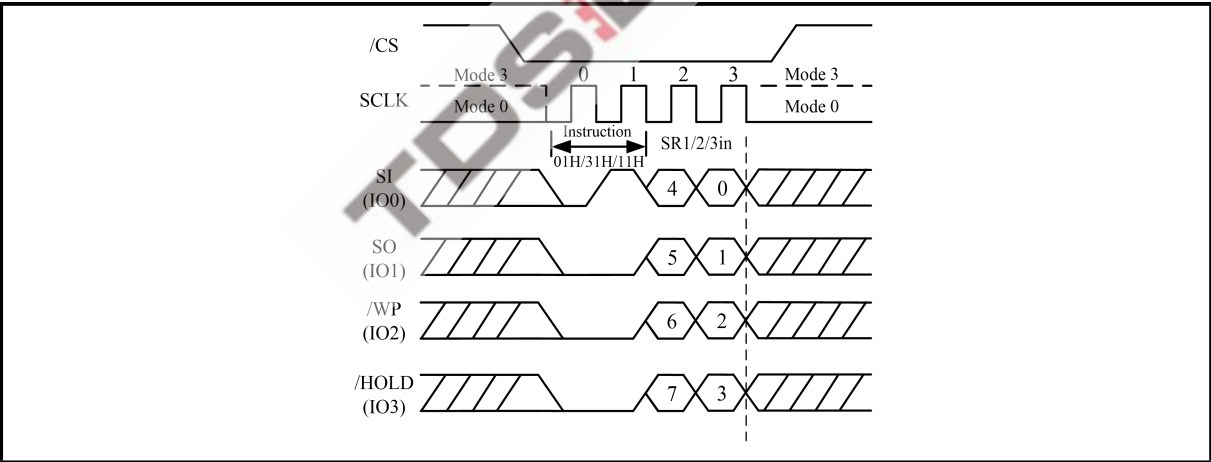 /CS
Mode 3 0 1 2 3 Mode 3
SCLK
Mode 0 Mode 0
Instruction
SR1/2/3in
01H/31H/11H
SI
(IO0)
4 0
SO
(IO1)
5 1
/WP
(IO2)
6 2
/HOLD
(IO3)
7 3